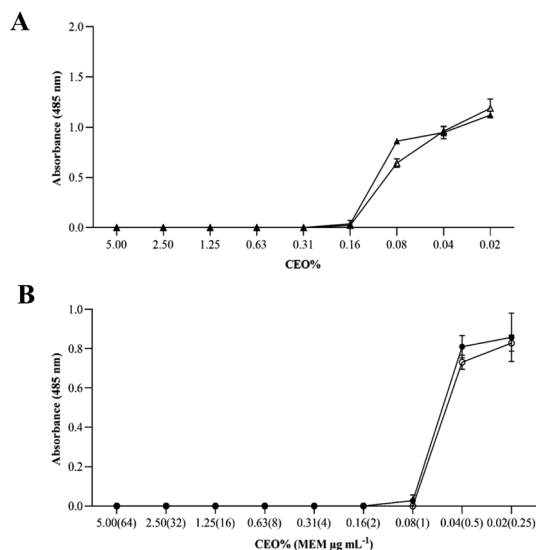 A
Absorbance (485 nm)
2.0
1.5
1.0
0.5
0.0
5.00 2.50 1.25 0.63 0.31 0.16 0.08 0.04 0.02
CEO%
B
Absorbance (485 nm)
1.0
0.8
0.6
0.4
0.2
0.0
5.00(64) 2.50(32) 1.25(16) 0.63(8) 0.31(4) 0.16(2) 0.08(1) 0.04(0.5) 0.02(0.25)
CEO% (MEM µg mL⁻¹)